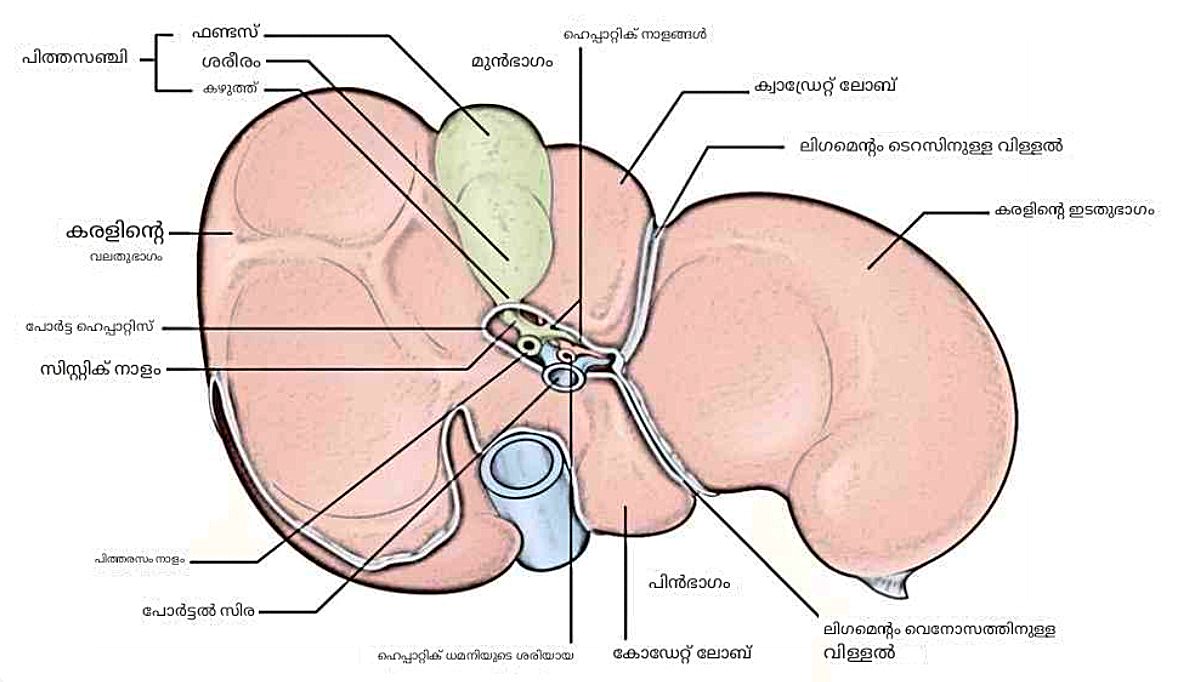 ഫണ്ടസ്
ഹെപ്പാറ്റിക് നാളങ്ങൾ
പിത്തസഞ്ചി
ശരീരം
മുൻഭാഗം
കഴുത്ത്
ക്വാഡ്രേറ്റ് ലോബ്
ലിഗമെന്റം ടെറസിനുള്ള വിള്ളൽ
കരളിന്റെ ഇടതുഭാഗം
കരളിന്റെ
വലതുഭാഗം
പോർട്ട ഹെപ്പാറ്റിസ്
സിസ്റ്റിക് നാളം
പിത്തരസം നാളം
പിൻഭാഗം
പോർട്ടൽ സിര
ലിഗമെന്റം വെനോസത്തിനുള്ള
വിള്ളൽ
ഹെപ്പാറ്റിക് ധമനിയുടെ ശരിയായ
കോഡേറ്റ് ലോബ്